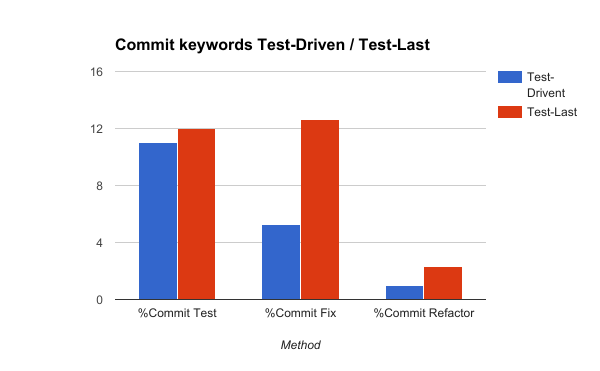 Commit keywords Test-Driven / Test-Last
16
12
8
4
0
%Commit Test
%Commit Fix
%Commit Refactor
Method
Test-
Drivent
Test-Last